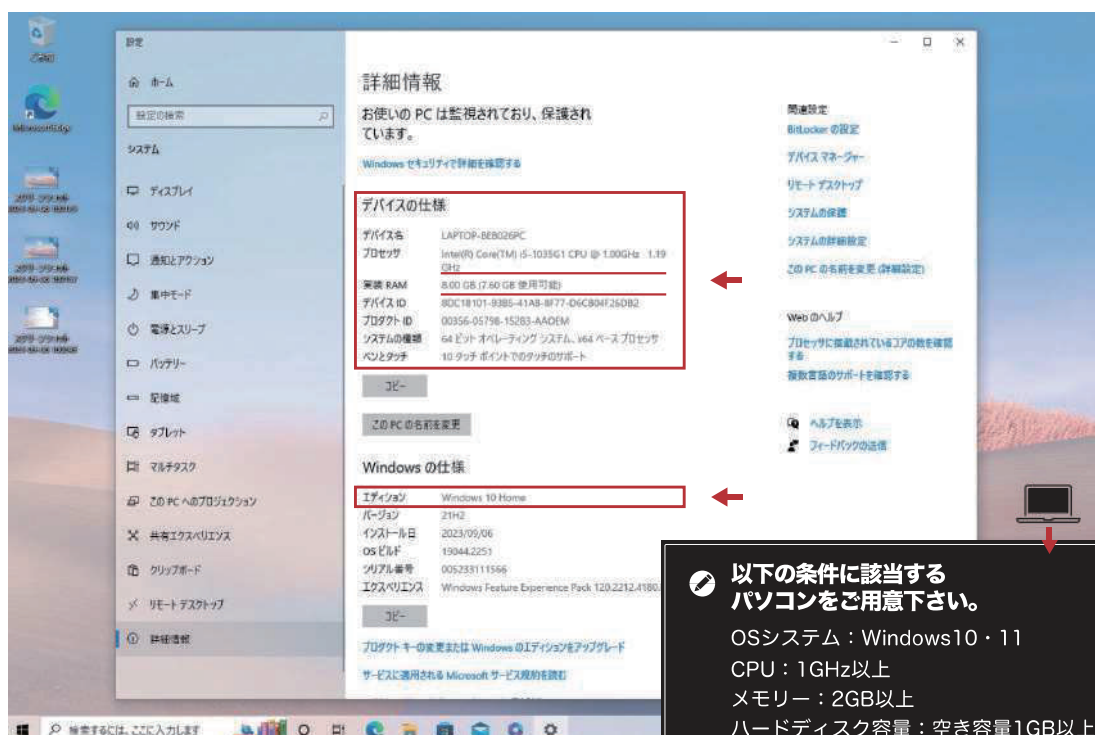 設定
ホーム
設定の検索
システム
ディスプレイ
サウンド
通知とアクション
集中モード
電源とスリープ
バッテリー
記憶域
タブレット
マルチタスク
この PC へのプロジェクション
共有エクスペリエンス
クリップボード
リモート デスクトップ
詳細情報
詳細情報
お使いの PC は監視されており、保護され
ています。
Windows セキュリティで詳細を確認する
デバイスの仕様
デバイス名 LAPTOP-BEB026PC
プロセッサ Intel(R) Core(TM) i5-1035G1 CPU @ 1.00GHz 1.19
GHz
実装 RAM 8.00 GB (7.60 GB 使用可能)
デバイス ID 8DC18101-93B5-41A8-8F77-D6CB04F26DB2
プロダクト ID 00356-05798-15283-AAOEM
システムの種類 64 ビット オペレーティング システム、x64 ベース プロセッサ
ペンとタッチ 10 タッチ ポイントでのタッチのサポート
コピー
この PC の名前を変更
Windows の仕様
エディション Windows 10 Home
バージョン 21H2
インストール日 2023/09/06
OS ビルド 19044.2251
シリアル番号 005233111566
エクスペリエンス Windows Feature Experience Pack 120.2212.4180.
コピー
プロダクト キーの変更または Windows のエディションをアップグレード
サービスに適用される Microsoft サービス規約を読む
関連設定
BitLocker の設定
デバイス マネージャー
リモート デスクトップ
システムの保護
システムの詳細設定
この PC の名前を変更 (詳細設定)
Web のヘルプ
プロセッサに搭載されているコアの数を確認
する
複数言語のサポートを確認する
ヘルプを表示
フィードバックの送信
ごみ箱
Microsoft Edge
検索するには、ここに入力します
以下の条件に該当する
パソコンをご用意下さい。
OSシステム：Windows10・11
CPU：1GHz以上
メモリー：2GB以上
ハードディスク容量：空き容量1GB以上